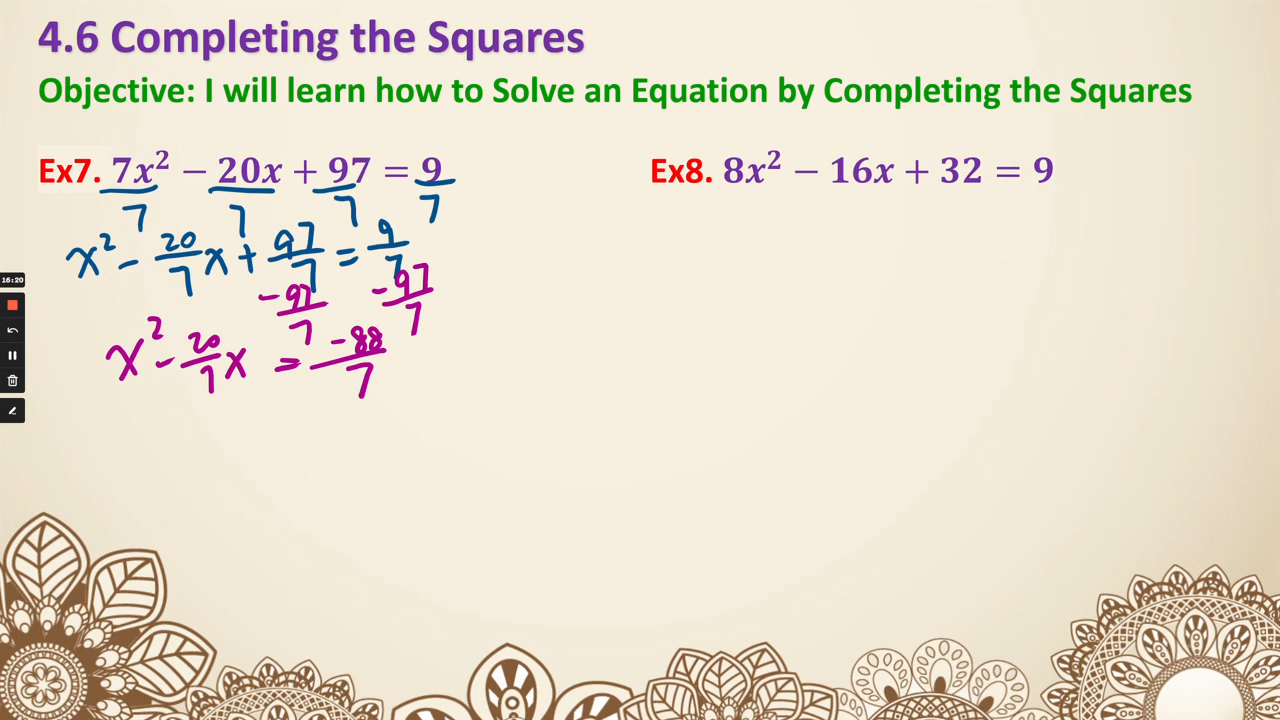 4.6 Completing the Squares
Objective: I will learn how to Solve an Equation by Completing the Squares
Ex7. 7x² − 20x + 97 = 9
7 7 7 7
x² − 20/7 x + 97/7 = 9/7
−97/7 −97/7
x² − 20/7 x = −88/7
Ex8. 8x² − 16x + 32 = 9
16:20